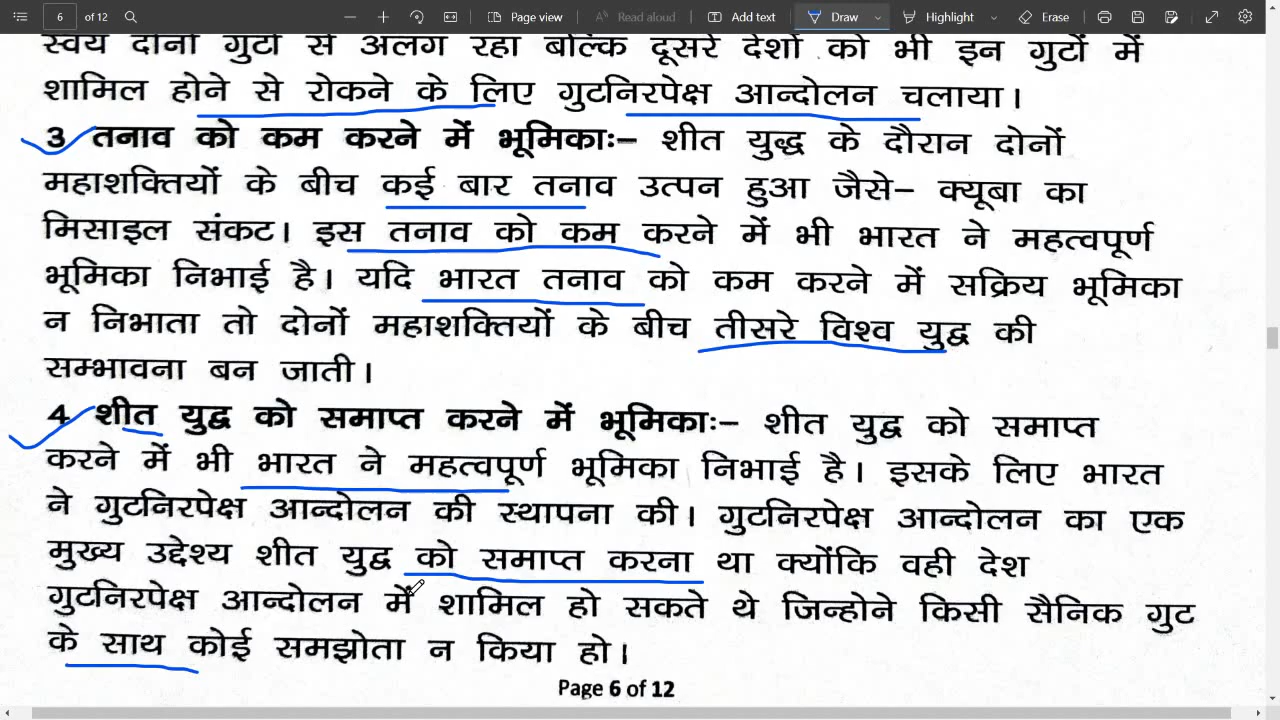 6 of 12 Page view Read aloud Add text Draw Highlight Erase
स्वयं दोनों गुटों से अलग रहा बल्कि दूसरे देशों को भी इन गुटों में
शामिल होने से रोकने के लिए गुटनिरपेक्ष आन्दोलन चलाया।
3 तनाव को कम करने में भूमिकाः– शीत युद्ध के दौरान दोनों
महाशक्तियों के बीच कई बार तनाव उत्पन हुआ जैसे– क्यूबा का
मिसाइल संकट। इस तनाव को कम करने में भी भारत ने महत्वपूर्ण
भूमिका निभाई है। यदि भारत तनाव को कम करने में सक्रिय भूमिका
न निभाता तो दोनों महाशक्तियों के बीच तीसरे विश्व युद्ध की
सम्भावना बन जाती।
4 शीत युद्ध को समाप्त करने में भूमिकाः– शीत युद्ध को समाप्त
करने में भी भारत ने महत्वपूर्ण भूमिका निभाई है। इसके लिए भारत
ने गुटनिरपेक्ष आन्दोलन की स्थापना की। गुटनिरपेक्ष आन्दोलन का एक
मुख्य उद्देश्य शीत युद्ध को समाप्त करना था क्योंकि वही देश
गुटनिरपेक्ष आन्दोलन में शामिल हो सकते थे जिन्होने किसी सैनिक गुट
के साथ कोई समझोता न किया हो।
Page 6 of 12